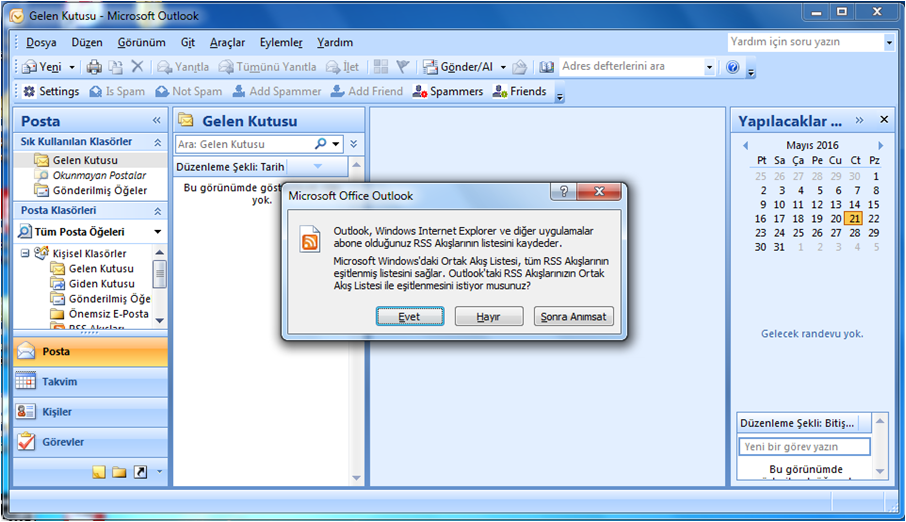 Gelen Kutusu - Microsoft Outlook
Dosya Düzen Görünüm Git Araçlar Eylemler Yardım
Yardım için soru yazın
Yeni Yanıtla Tümünü Yanıtla İlet Gönder/Al Adres defterlerini ara
Settings Is Spam Not Spam Add Spammer Add Friend Spammers Friends
Posta
Sık Kullanılan Klasörler
Gelen Kutusu
Okunmayan Postalar
Gönderilmiş Öğeler
Posta Klasörleri
Tüm Posta Öğeleri
Kişisel Klasörler
Gelen Kutusu
Giden Kutusu
Gönderilmiş Öğe
Önemsiz E-Posta
RSS Akışları
Posta
Takvim
Kişiler
Görevler
Gelen Kutusu
Ara: Gelen Kutusu
Düzenleme Şekli: Tarih
Bu görünümde göst
yok.
Microsoft Office Outlook
Outlook, Windows Internet Explorer ve diğer uygulamalar
abone olduğunuz RSS Akışlarının listesini kaydeder.
Microsoft Windows'daki Ortak Akış Listesi, tüm RSS Akışlarının
eşitlenmiş listesini sağlar. Outlook'taki RSS Akışlarınızın Ortak
Akış Listesi ile eşitlenmesini istiyor musunuz?
Evet Hayır Sonra Anımsat
Yapılacaklar ...
Mayıs 2016
Pt Sa Ça Pe Cu Ct Pz
25 26 27 28 29 30 1
2 3 4 5 6 7 8
9 10 11 12 13 14 15
16 17 18 19 20 21 22
23 24 25 26 27 28 29
30 31 1 2 3 4 5
Gelecek randevu yok.
Düzenleme Şekli: Bitiş...
Yeni bir görev yazın
Bu görünümde